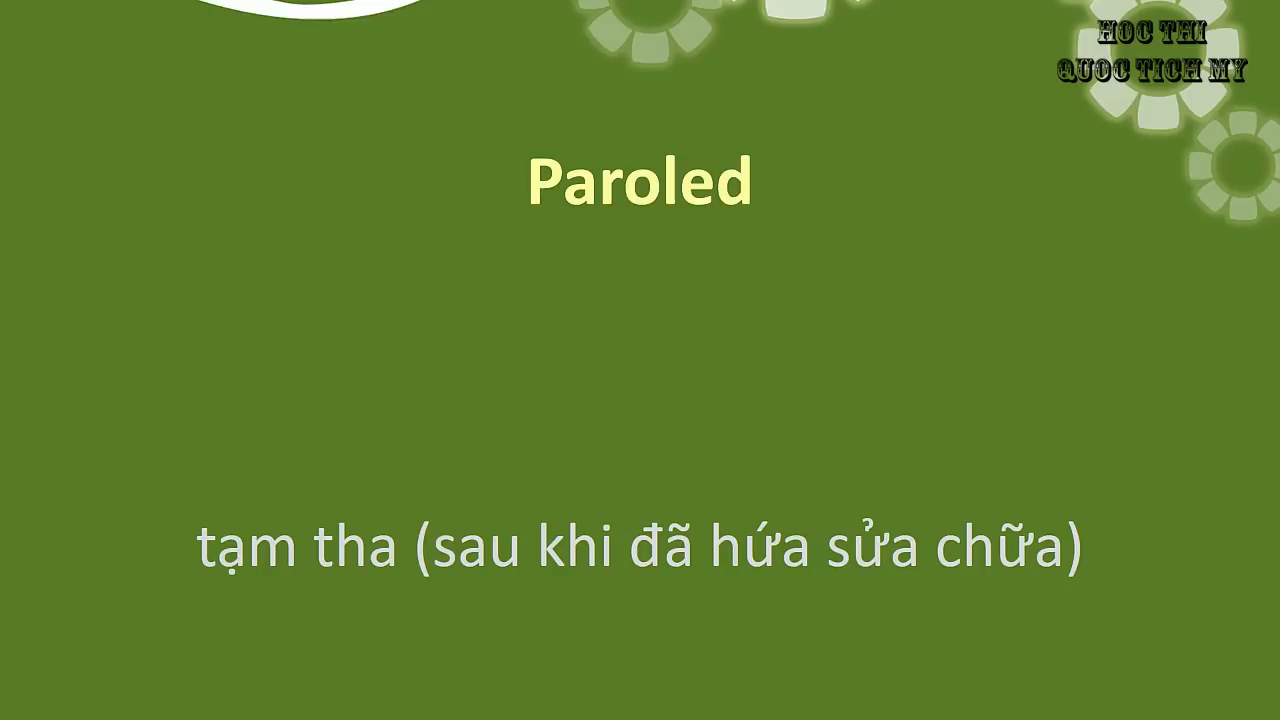 HOC THI
QUOC TICH MY
Paroled
tạm tha (sau khi đã hứa sửa chữa)